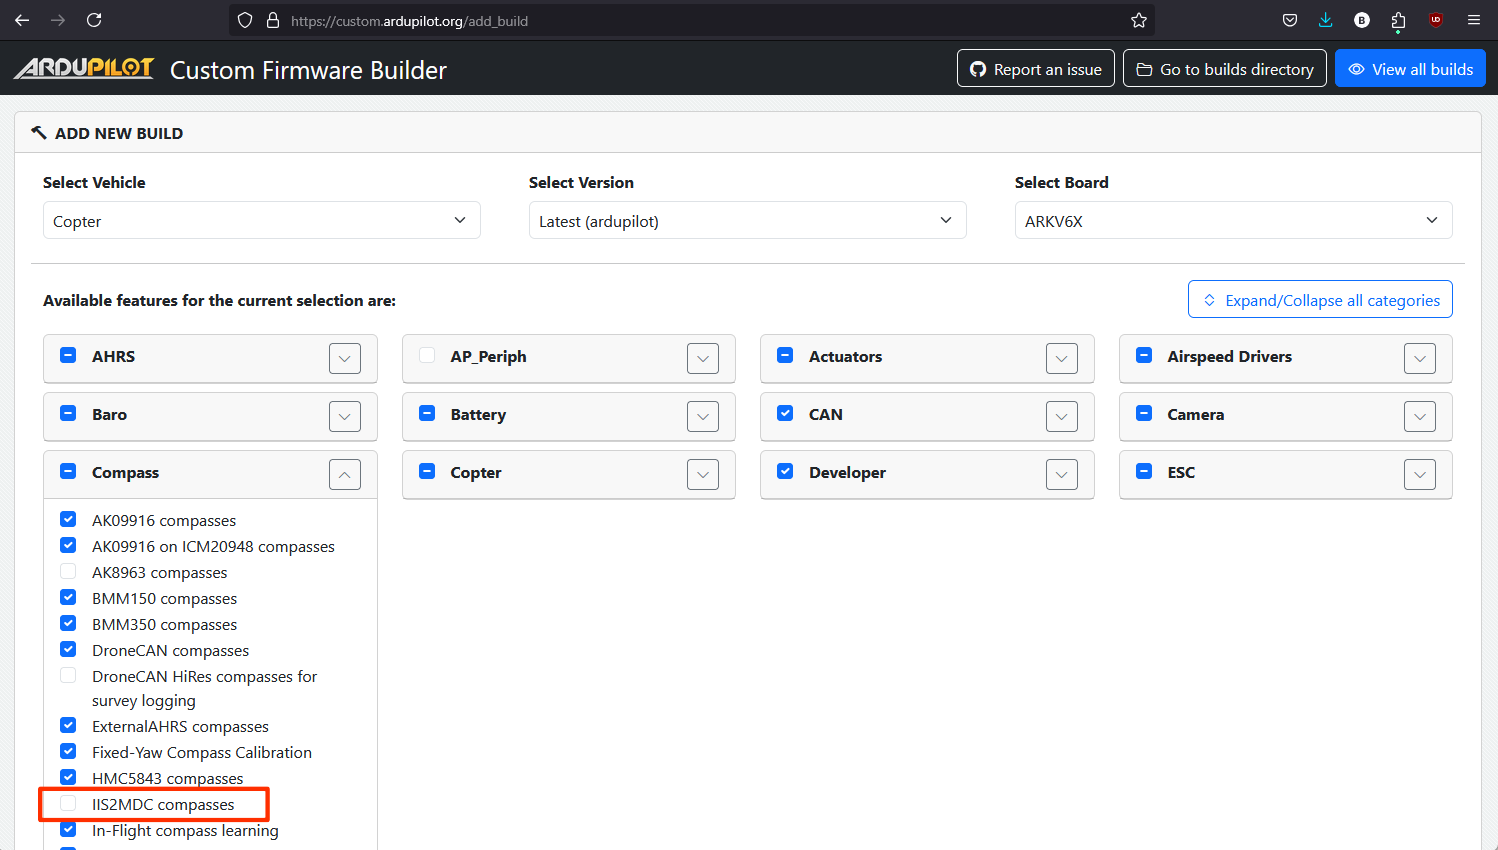 https://custom.ardupilot.org/add_build
B
UD
ARDUPILOT Custom Firmware Builder
Report an issue
Go to builds directory
View all builds
ADD NEW BUILD
Select Vehicle
Select Version
Select Board
Copter
Latest (ardupilot)
ARKV6X
Available features for the current selection are:
Expand/Collapse all categories
AHRS
AP_Periph
Actuators
Airspeed Drivers
Baro
Battery
CAN
Camera
Compass
Copter
Developer
ESC
AK09916 compasses
AK09916 on ICM20948 compasses
AK8963 compasses
BMM150 compasses
BMM350 compasses
DroneCAN compasses
DroneCAN HiRes compasses for
survey logging
ExternalAHRS compasses
Fixed-Yaw Compass Calibration
HMC5843 compasses
IIS2MDC compasses
In-Flight compass learning